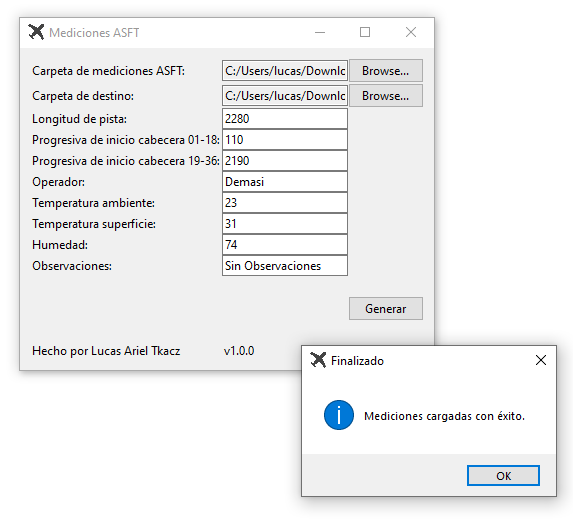 Mediciones ASFT
Carpeta de mediciones ASFT: C:/Users/lucas/Downlc Browse...
Carpeta de destino: C:/Users/lucas/Downlc Browse...
Longitud de pista: 2280
Progresiva de inicio cabecera 01-18: 110
Progresiva de inicio cabecera 19-36: 2190
Operador: Demasi
Temperatura ambiente: 23
Temperatura superficie: 31
Humedad: 74
Observaciones: Sin Observaciones
Generar
Hecho por Lucas Ariel Tkacz v1.0.0
Finalizado
Mediciones cargadas con éxito.
OK